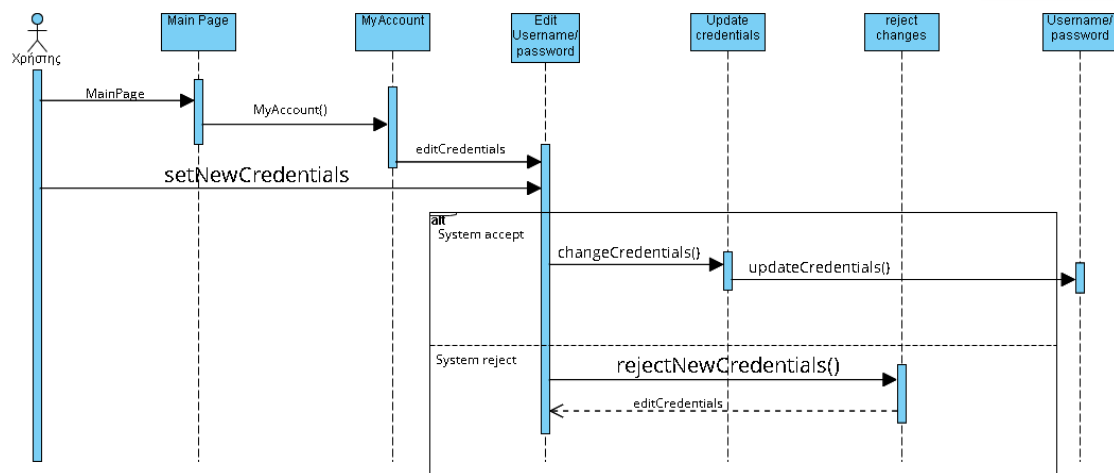 Χρήστης
Main Page
MyAccount
Edit
Username/
password
Update
credentials
reject
changes
Username/
password
MainPage
MyAccount()
editCredentials
setNewCredentials
alt
System accept
changeCredentials()
updateCredentials()
System reject
rejectNewCredentials()
editCredentials